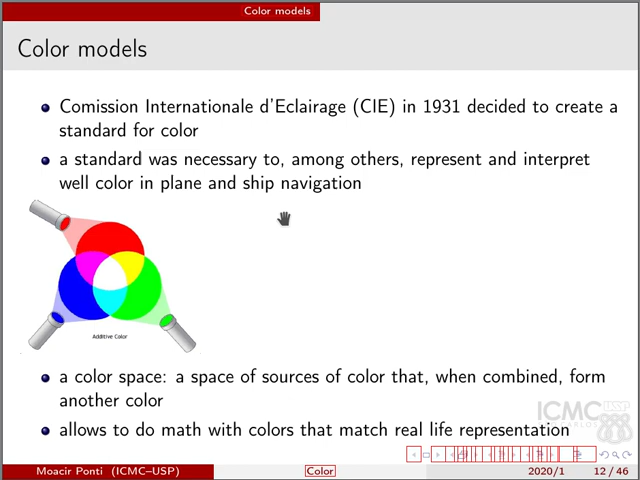 Color models
Color models
Comission Internationale d'Eclairage (CIE) in 1931 decided to create a
standard for color
a standard was necessary to, among others, represent and interpret
well color in plane and ship navigation
Additive Color
a color space: a space of sources of color that, when combined, form
another color
ICMC USP
SÃO CARLOS
allows to do math with colors that match real life representation
Moacir Ponti (ICMC–USP)
Color
2020/1
12 / 46